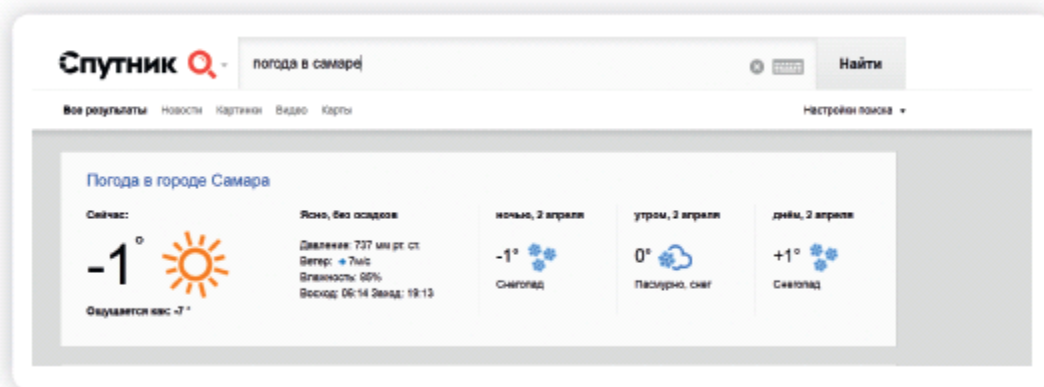 Спутник
погода в самаре
Найти
Все результаты Новости Картинки Видео Карты
Настройки поиска
Погода в городе Самара
Сейчас:
-1°
Ощущается как: -7 °
Ясно, без осадков
Давление: 737 мм рт. ст.
Ветер: 7м/с
Влажность: 85%
Восход: 06:14 Заход: 19:13
ночью, 2 апреля
-1°
Снегопад
утром, 2 апреля
0°
Пасмурно, снег
днём, 2 апреля
+1°
Снегопад